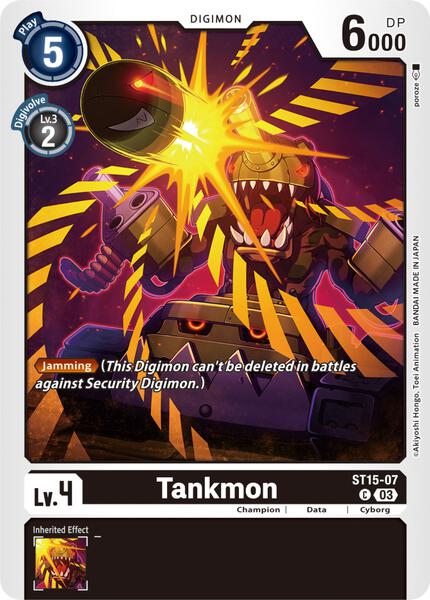 Play
DIGIMON
DP
5
6000
Digivolve
Lv.3
2
poroze
©Akiyoshi Hongo, Toei Animation BANDAI MADE IN JAPAN
Jamming (This Digimon can't be deleted in battles
against Security Digimon.)
Lv.4
Tankmon
ST15-07
C 03
Champion | Data | Cyborg
Inherited Effect
–